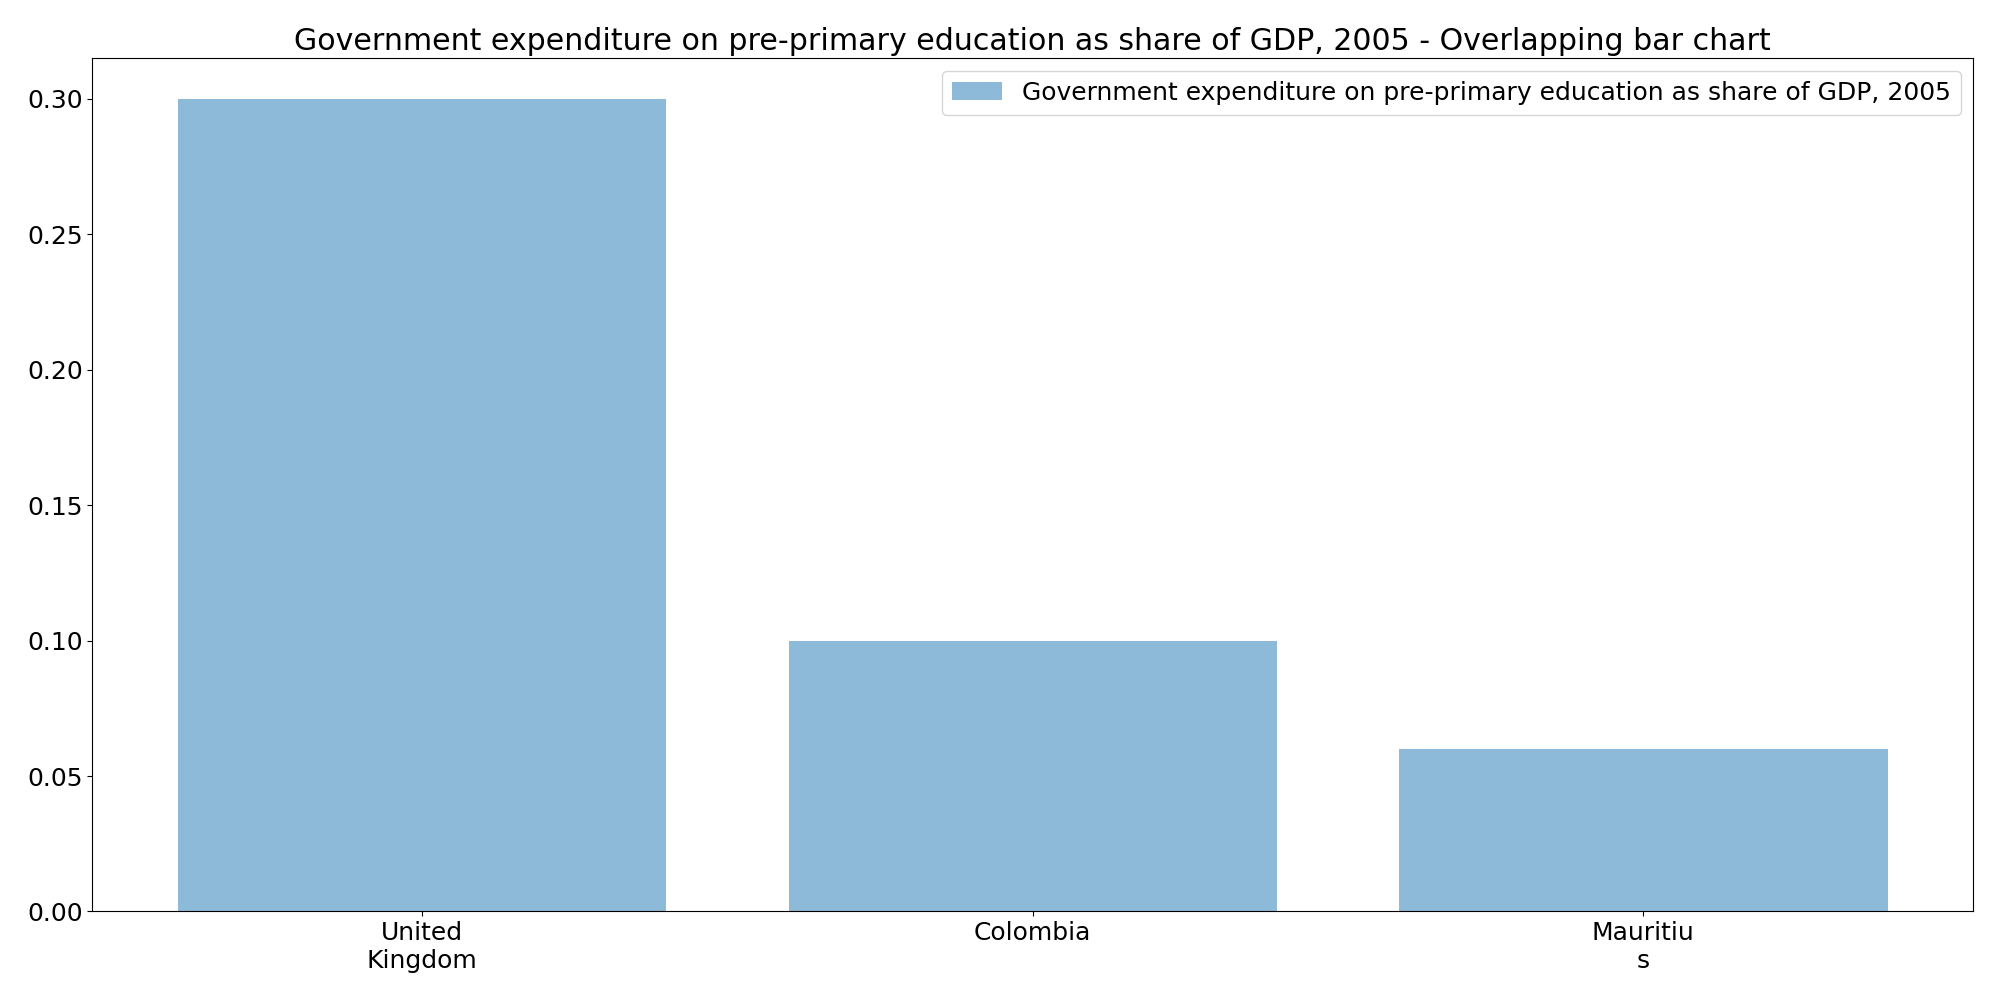 Government expenditure on pre-primary education as share of GDP, 2005 - Overlapping bar chart
Government expenditure on pre-primary education as share of GDP, 2005
0.30
0.25
0.20
0.15
0.10
0.05
0.00
United
Kingdom
Colombia
Mauritiu
s